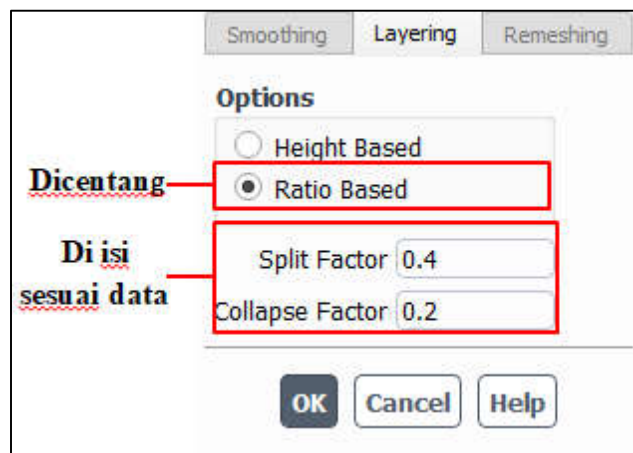 Smoothing Layering Remeshing
Options
Height Based
Dicentang
Ratio Based
Di isi
sesuai data
Split Factor 0.4
Collapse Factor 0.2
OK Cancel Help